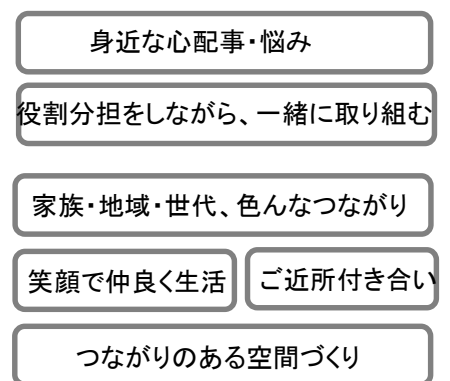 身近な心配事・悩み
役割分担をしながら、一緒に取り組む
家族・地域・世代、色んなつながり
笑顔で仲良く生活
ご近所付き合い
つながりのある空間づくり